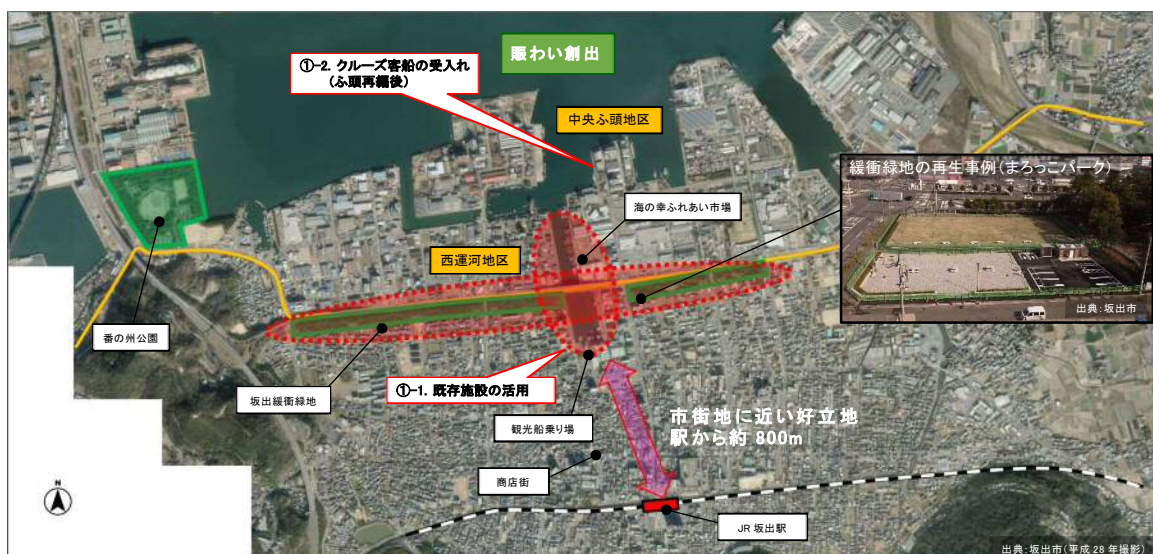 賑わい創出
①-2. クルーズ客船の受入れ
(ふ頭再編後)
中央ふ頭地区
緩衝緑地の再生事例(まろっこパーク)
海の幸ふれあい市場
西運河地区
出典:坂出市
番の州公園
坂出緩衝緑地
①-1. 既存施設の活用
観光船乗り場
市街地に近い好立地
駅から約 800m
商店街
N
JR 坂出駅
出典:坂出市(平成 28 年撮影)